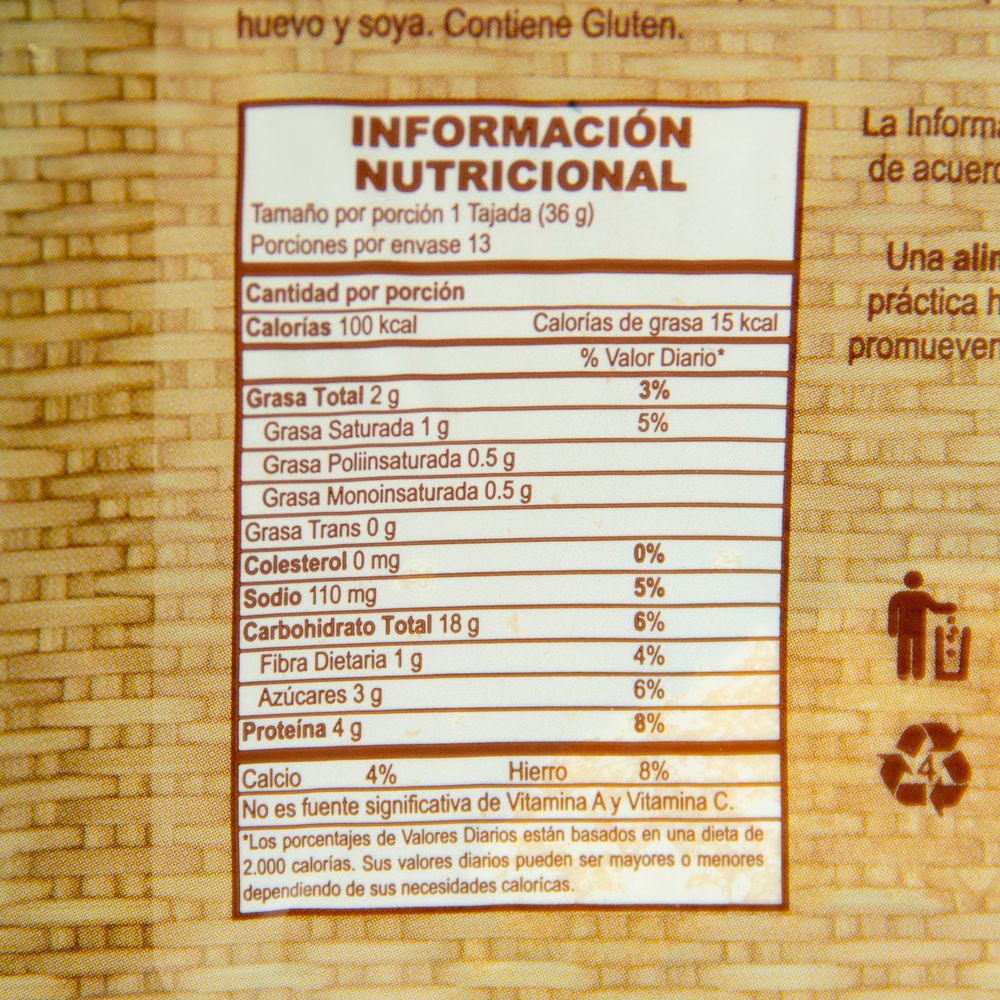 huevo y soya. Contiene Gluten.
INFORMACIÓN
NUTRICIONAL
Tamaño por porción 1 Tajada (36 g)
Porciones por envase 13
Cantidad por porción
Calorías 100 kcal Calorías de grasa 15 kcal
% Valor Diario*
Grasa Total 2 g 3%
Grasa Saturada 1 g 5%
Grasa Poliinsaturada 0.5 g
Grasa Monoinsaturada 0.5 g
Grasa Trans 0 g
Colesterol 0 mg 0%
Sodio 110 mg 5%
Carbohidrato Total 18 g 6%
Fibra Dietaria 1 g 4%
Azúcares 3 g 6%
Proteína 4 g 8%
Calcio 4% Hierro 8%
No es fuente significativa de Vitamina A y Vitamina C.
*Los porcentajes de Valores Diarios están basados en una dieta de
2.000 calorías. Sus valores diarios pueden ser mayores o menores
dependiendo de sus necesidades caloricas.
La Inform
de acuer
Una alin
práctica h
promueven
4